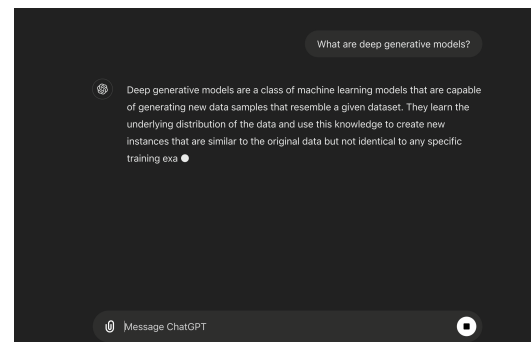 What are deep generative models?
Deep generative models are a class of machine learning models that are capable
of generating new data samples that resemble a given dataset. They learn the
underlying distribution of the data and use this knowledge to create new
instances that are similar to the original data but not identical to any specific
training exa
Message ChatGPT